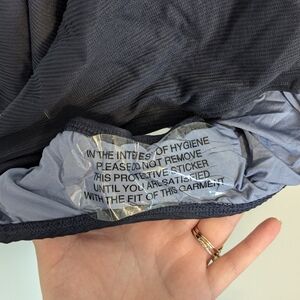 IN THE INTEREST OF HYGIENE
PLEASE DO NOT REMOVE
THIS PROTECTIVE STICKER
UNTIL YOU ARE SATISFIED
WITH THE FIT OF THIS GARMENT